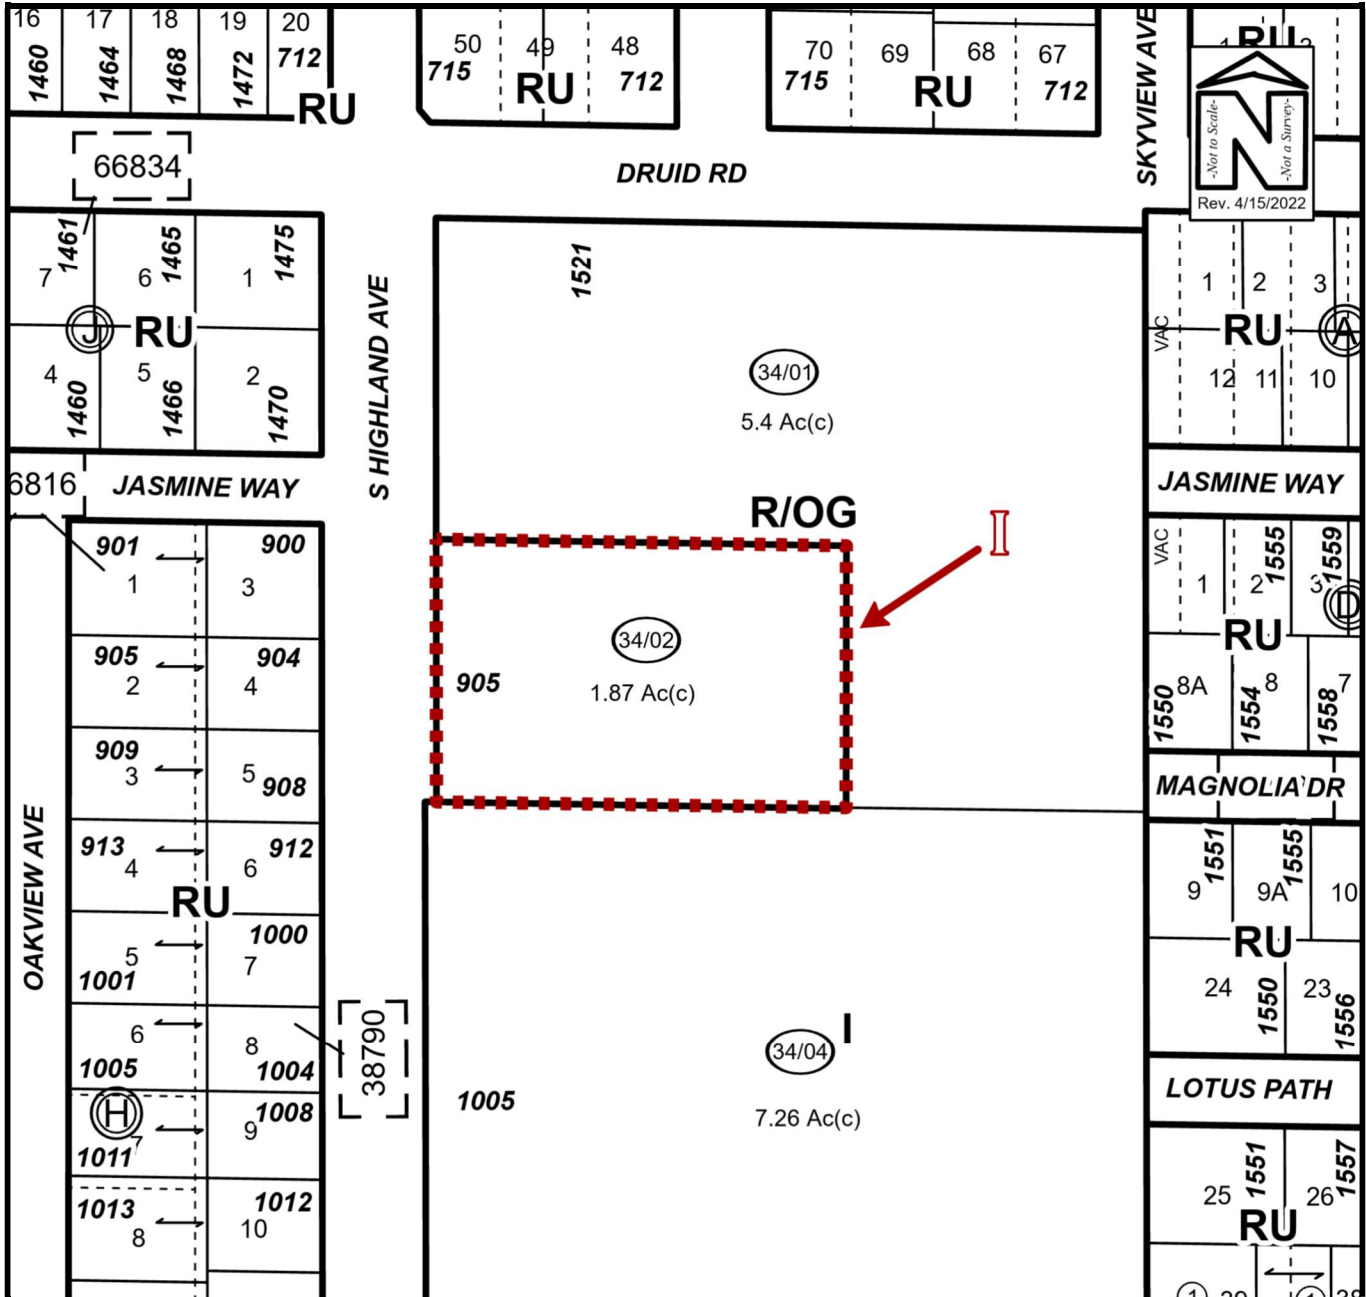 16 17 18 19 20
1460 1464 1468 1472 712
RU
50 49 48
715 RU 712
70 69 68 67
715 RU 712
SKYVIEW AVE
RU
-Not to Scale-
N
-Not a Survey-
Rev. 4/15/2022
66834
DRUID RD
1461 1465 1475
7 6 1
J RU
4 5 2
1460 1466 1470
S HIGHLAND AVE
1521
34/01
5.4 Ac(c)
R/OG
I
VAC
1 2 3
RU A
12 11 10
6816
JASMINE WAY
JASMINE WAY
901 900
1 3
905 904
2 4
909
3 5 908
913 912
4 6
RU
1000
5 7
1001
6 8
1005 1004
H 1008
7 9
1011
1013 1012
8 10
OAKVIEW AVE
38790
34/02
905
1.87 Ac(c)
I
34/04
1005
7.26 Ac(c)
VAC
1555 1559
1 2 3
D
RU
8A 8 7
1550 1554 1558
MAGNOLIA DR
1551 1555
9 9A 10
RU
24 23
1550 1556
LOTUS PATH
1551 1557
25 26
RU